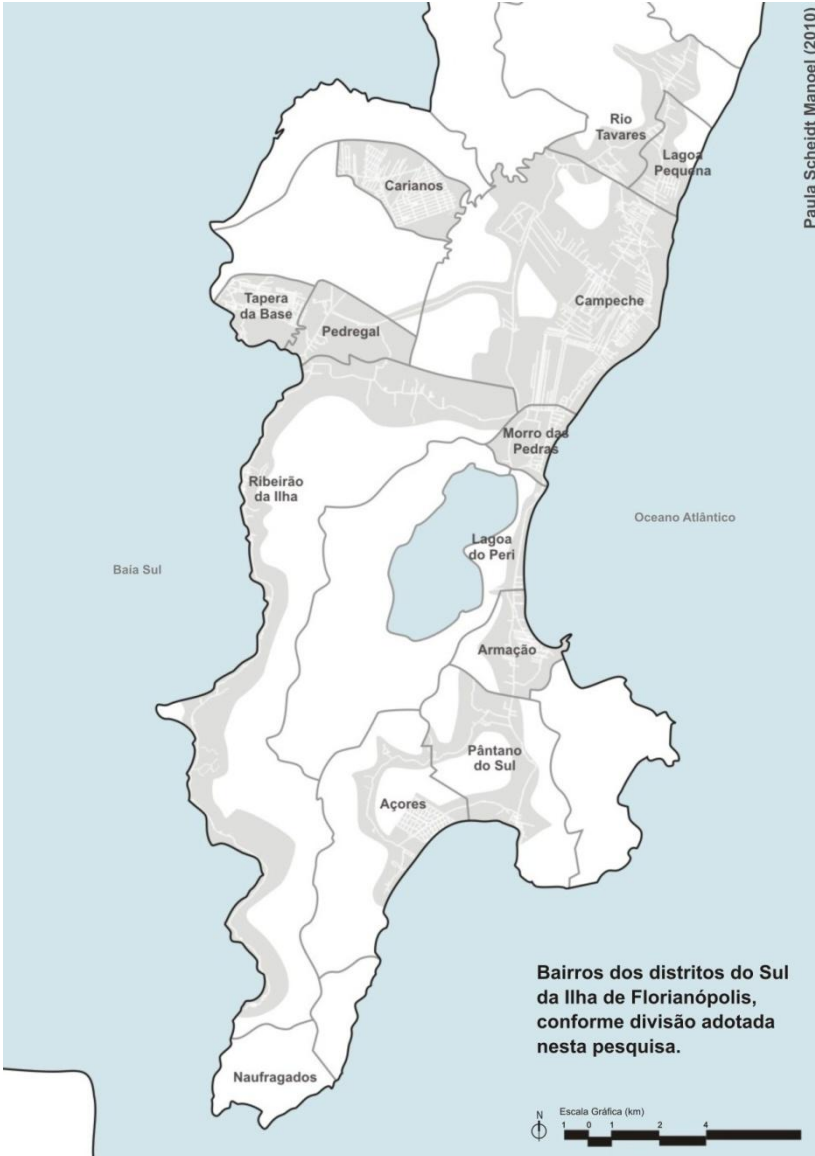 Paula Scheidt Manoel (2010)
Rio
Tavares
Lagoa
Pequena
Carianos
Campeche
Tapera
da Base
Pedregal
Morro das
Pedras
Ribeirão
da Ilha
Oceano Atlântico
Lagoa
do Peri
Baía Sul
Armação
Pântano
do Sul
Açores
Bairros dos distritos do Sul
da Ilha de Florianópolis,
conforme divisão adotada
nesta pesquisa.
Naufragados
N
Escala Gráfica (km)
1 0 1 2 4